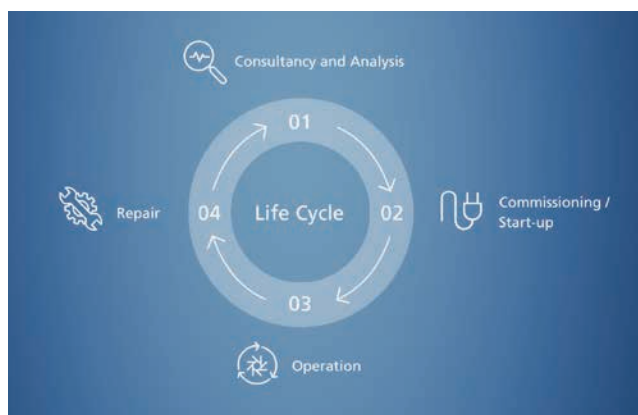 Consultancy and Analysis
01
Repair
04
Life Cycle
02
Commissioning /
Start-up
03
Operation